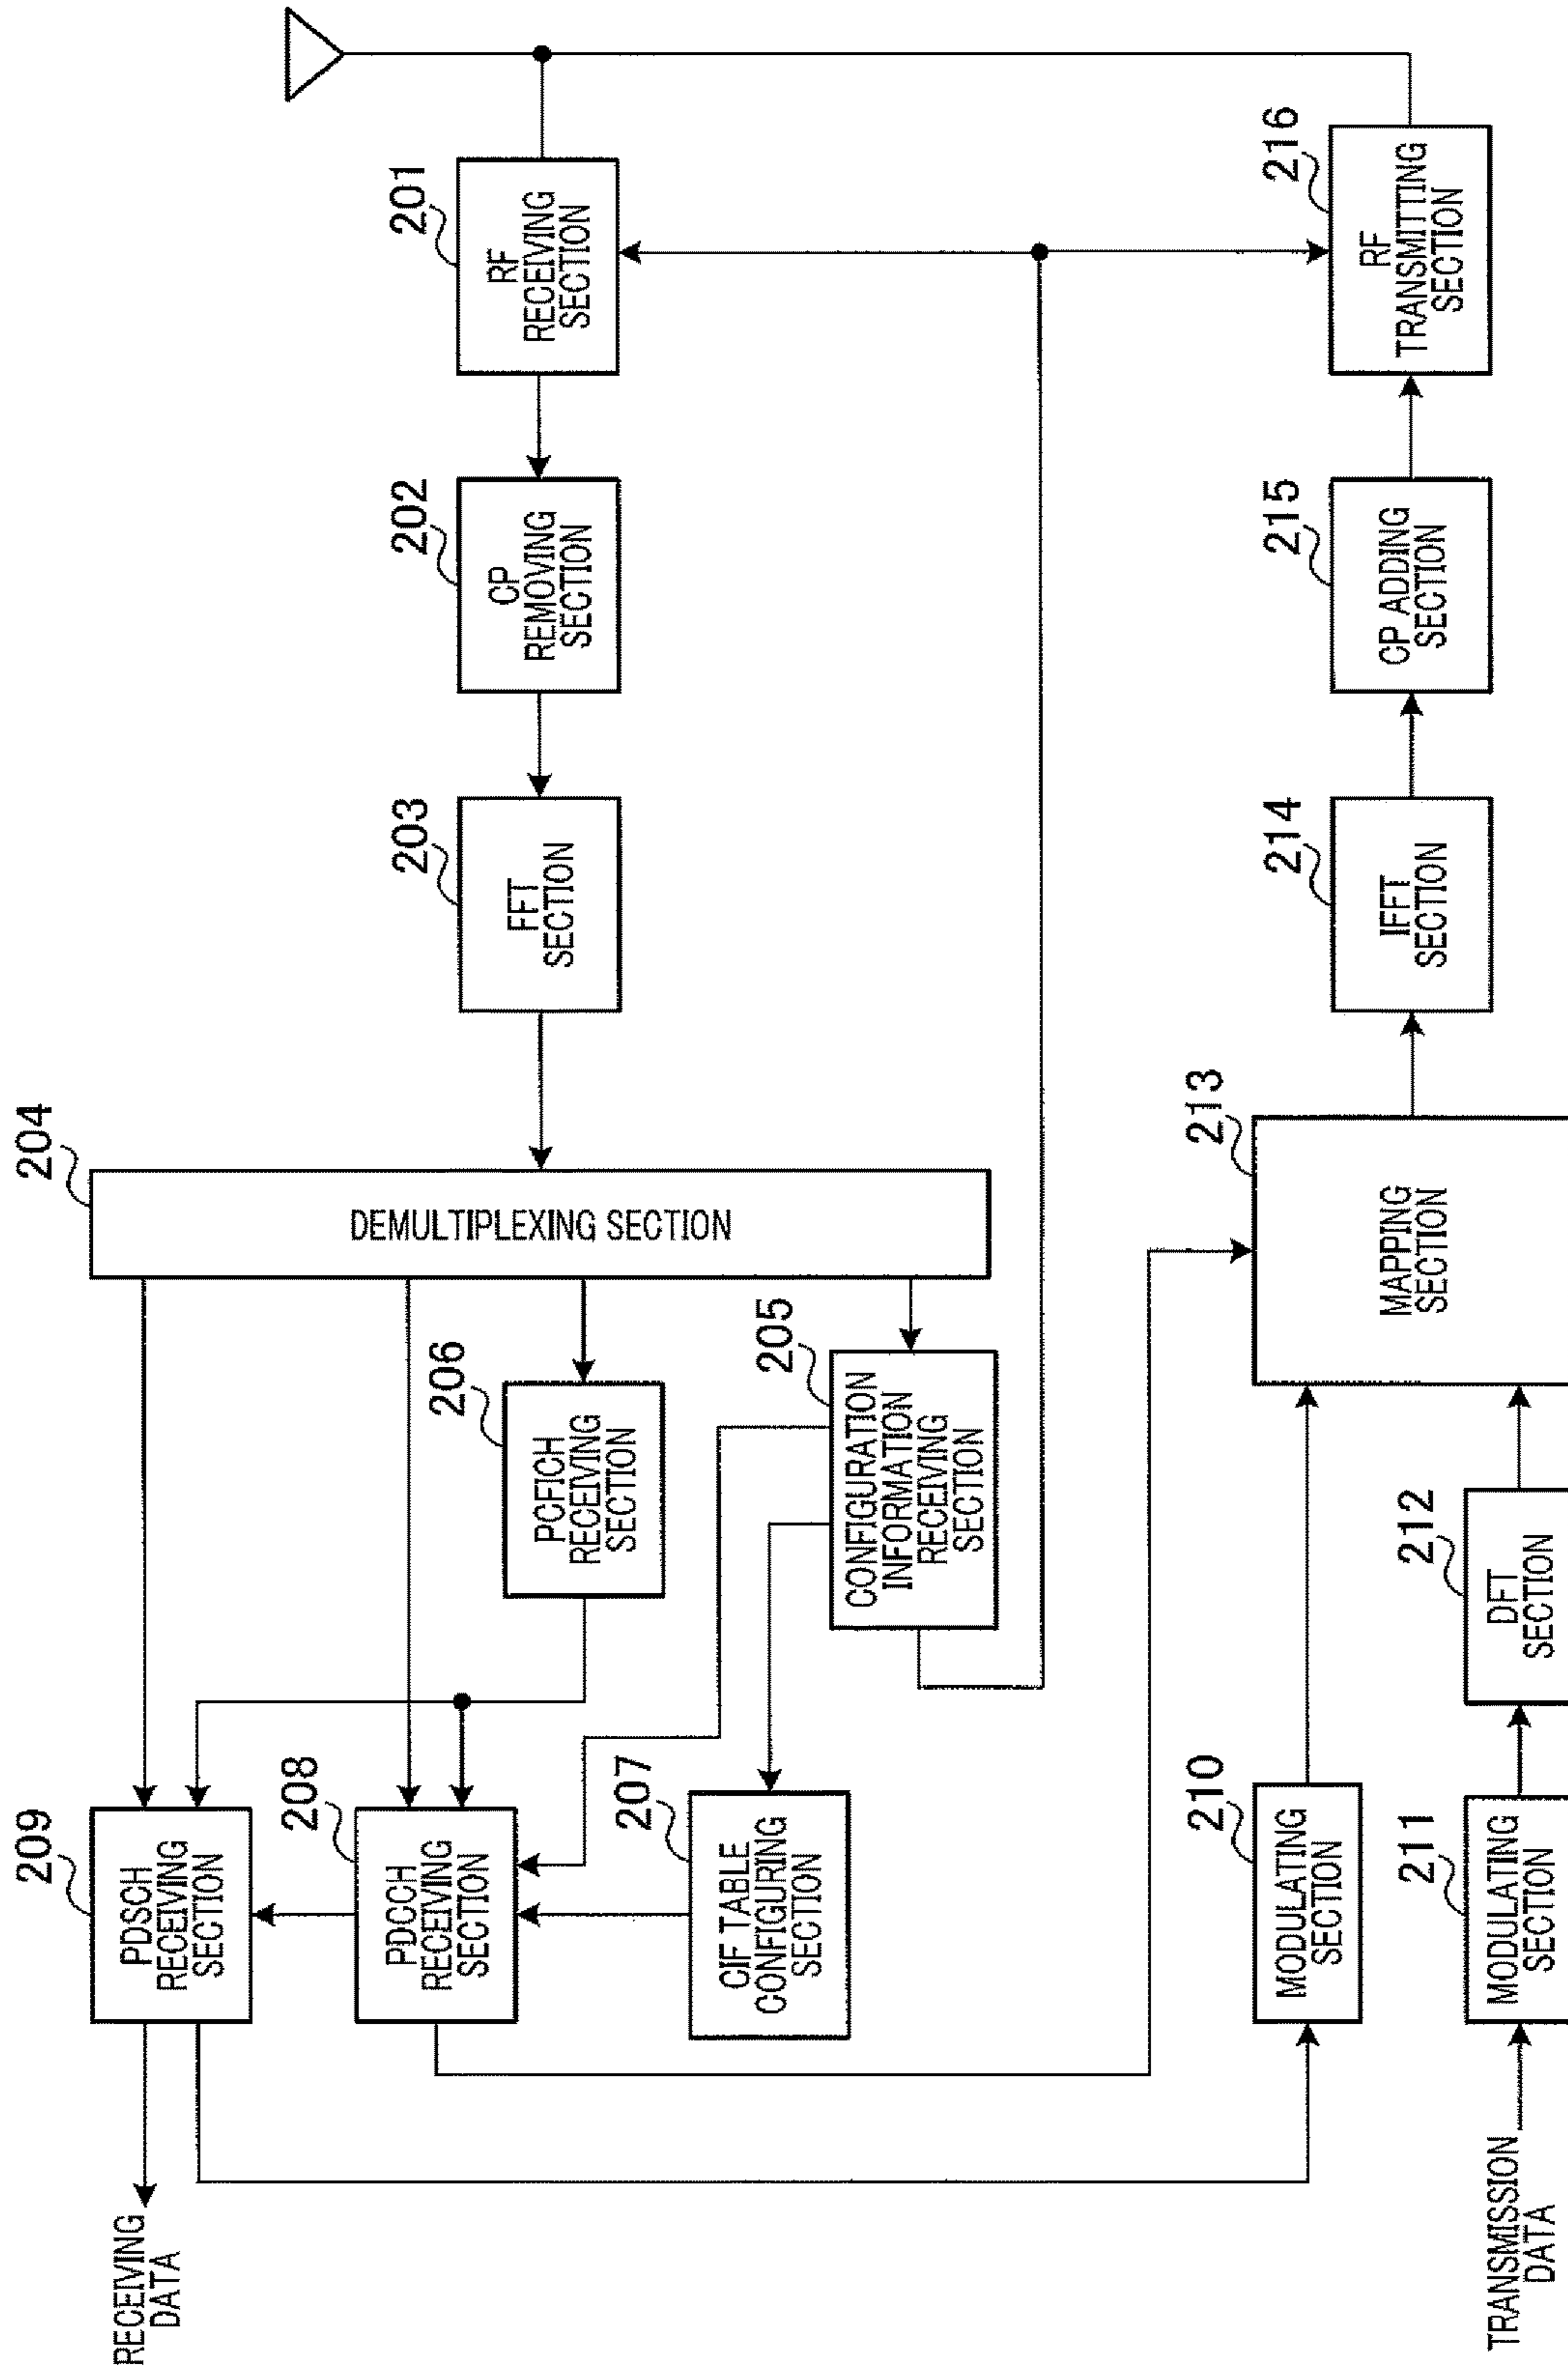 209
PDSCH
RECEIVING
SECTION
RECEIVING
DATA
208
PDCCH
RECEIVING
SECTION
207
CIF TABLE
CONFIGURING
SECTION
206
PCFICH
RECEIVING
SECTION
205
CONFIGURATION
INFORMATION
RECEIVING
SECTION
204
DEMULTIPLEXING SECTION
203
FFT
SECTION
202
CP
REMOVING
SECTION
201
RF
RECEIVING
SECTION
210
MODULATING
SECTION
TRANSMISSION
DATA
211
MODULATING
SECTION
212
DFT
SECTION
213
MAPPING
SECTION
214
IFFT
SECTION
215
CP ADDING
SECTION
216
RF
TRANSMITTING
SECTION